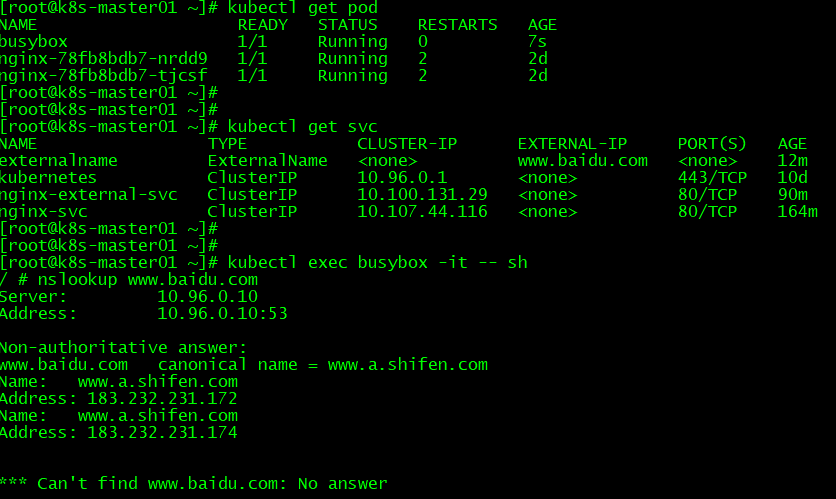 [root@k8s-master01 ~]# kubectl get pod
NAME                     READY   STATUS    RESTARTS   AGE
busybox                  1/1     Running   0          7s
nginx-78fb8bdb7-nrdd9   1/1     Running   2          2d
nginx-78fb8bdb7-tjcsf   1/1     Running   2          2d
[root@k8s-master01 ~]#
[root@k8s-master01 ~]#
[root@k8s-master01 ~]# kubectl get svc
NAME                 TYPE           CLUSTER-IP      EXTERNAL-IP     PORT(S)   AGE
externalname         ExternalName   <none>          www.baidu.com   <none>    12m
kubernetes           ClusterIP      10.96.0.1       <none>          443/TCP   10d
nginx-external-svc   ClusterIP      10.100.131.29   <none>          80/TCP    90m
nginx-svc            ClusterIP      10.107.44.116   <none>          80/TCP    164m
[root@k8s-master01 ~]#
[root@k8s-master01 ~]#
[root@k8s-master01 ~]# kubectl exec busybox -it -- sh
/ # nslookup www.baidu.com
Server:         10.96.0.10
Address:        10.96.0.10:53
Non-authoritative answer:
www.baidu.com   canonical name = www.a.shifen.com
Name:   www.a.shifen.com
Address: 183.232.231.172
Name:   www.a.shifen.com
Address: 183.232.231.174
*** Can't find www.baidu.com: No answer